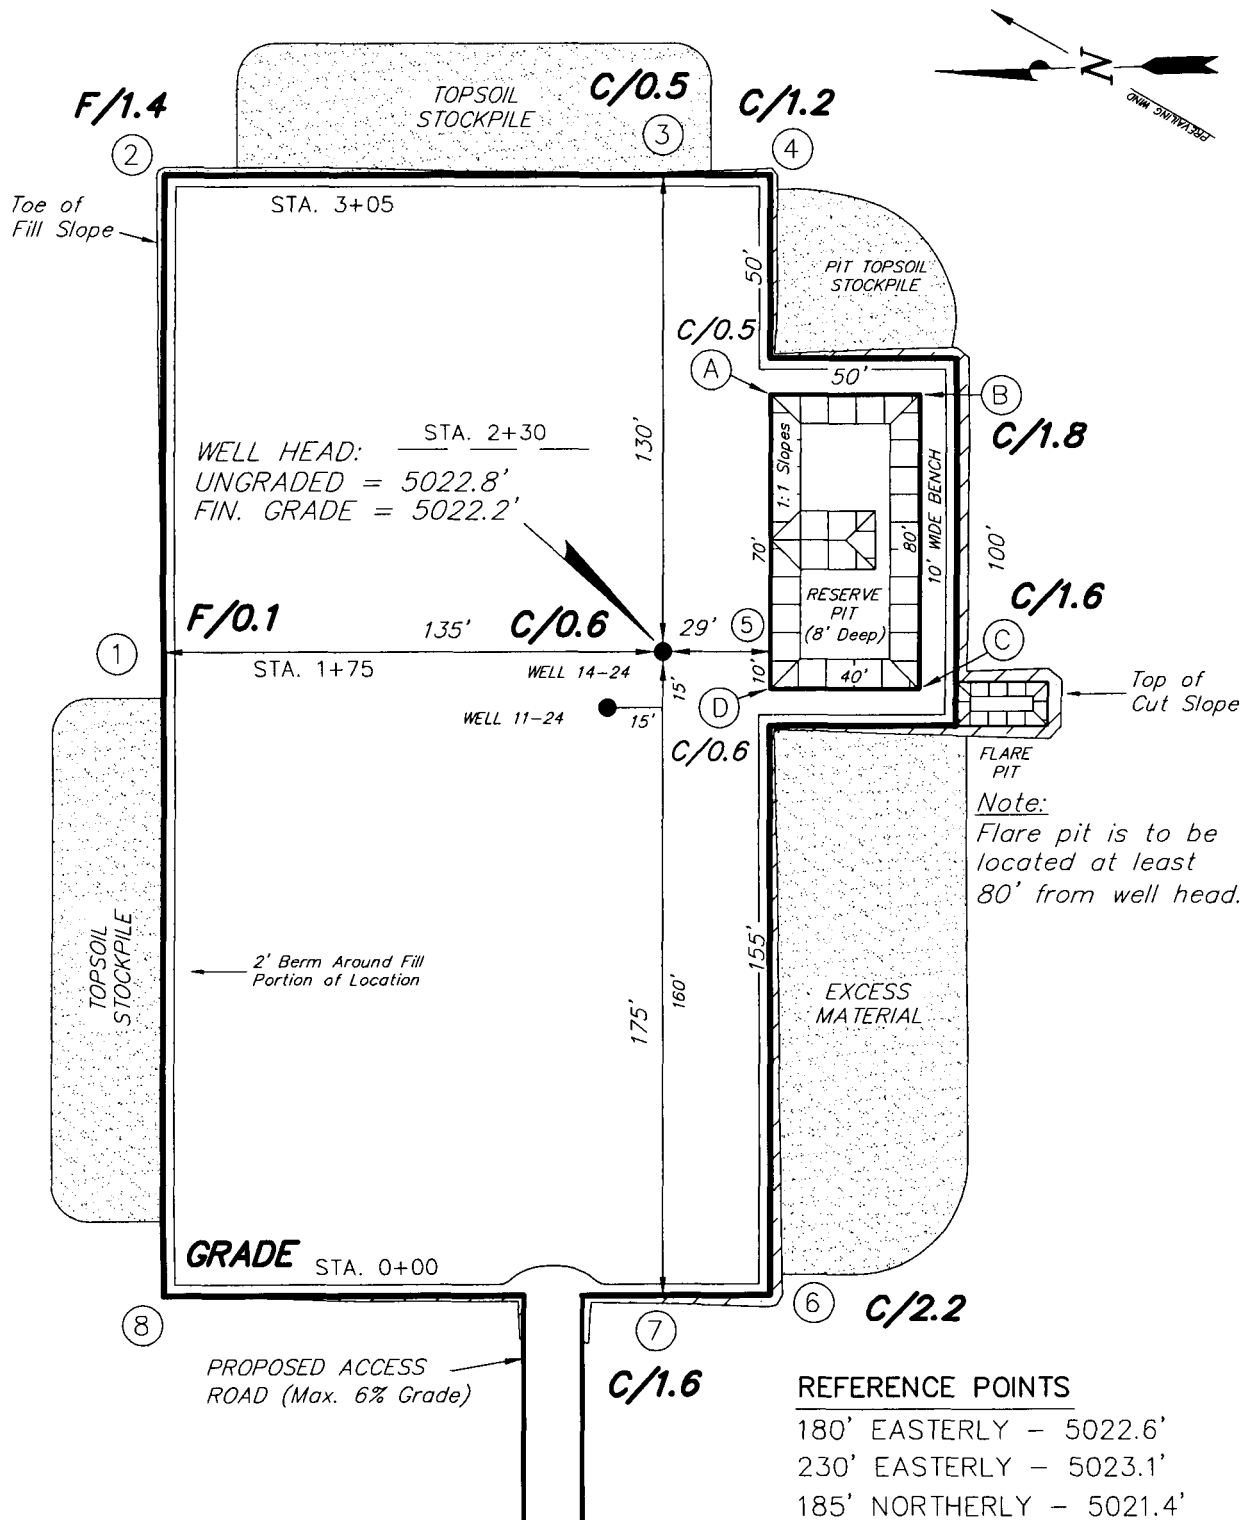 F/1.4
TOPSOIL
STOCKPILE
C/0.5
C/1.2
N
PREVAILING WIND
2
3
4
Toe of
Fill Slope
STA. 3+05
50'
PIT TOPSOIL
STOCKPILE
C/0.5
A
50'
B
C/1.8
130'
WELL HEAD:
STA. 2+30
UNGRADED = 5022.8'
FIN. GRADE = 5022.2'
1:1 Slopes
70'
80'
10' WIDE BENCH
100'
RESERVE
PIT
(8' Deep)
C/1.6
F/0.1
135'
C/0.6
29'
5
C
1
STA. 1+75
WELL 14-24
15'
10'
40'
D
Top of
Cut Slope
WELL 11-24
15'
C/0.6
FLARE
PIT
Note:
Flare pit is to be
located at least
80' from well head.
TOPSOIL
STOCKPILE
2' Berm Around Fill
Portion of Location
175'
160'
155'
EXCESS
MATERIAL
GRADE
STA. 0+00
8
7
6
C/2.2
PROPOSED ACCESS
ROAD (Max. 6% Grade)
C/1.6
REFERENCE POINTS
180' EASTERLY - 5022.6'
230' EASTERLY - 5023.1'
185' NORTHERLY - 5021.4'